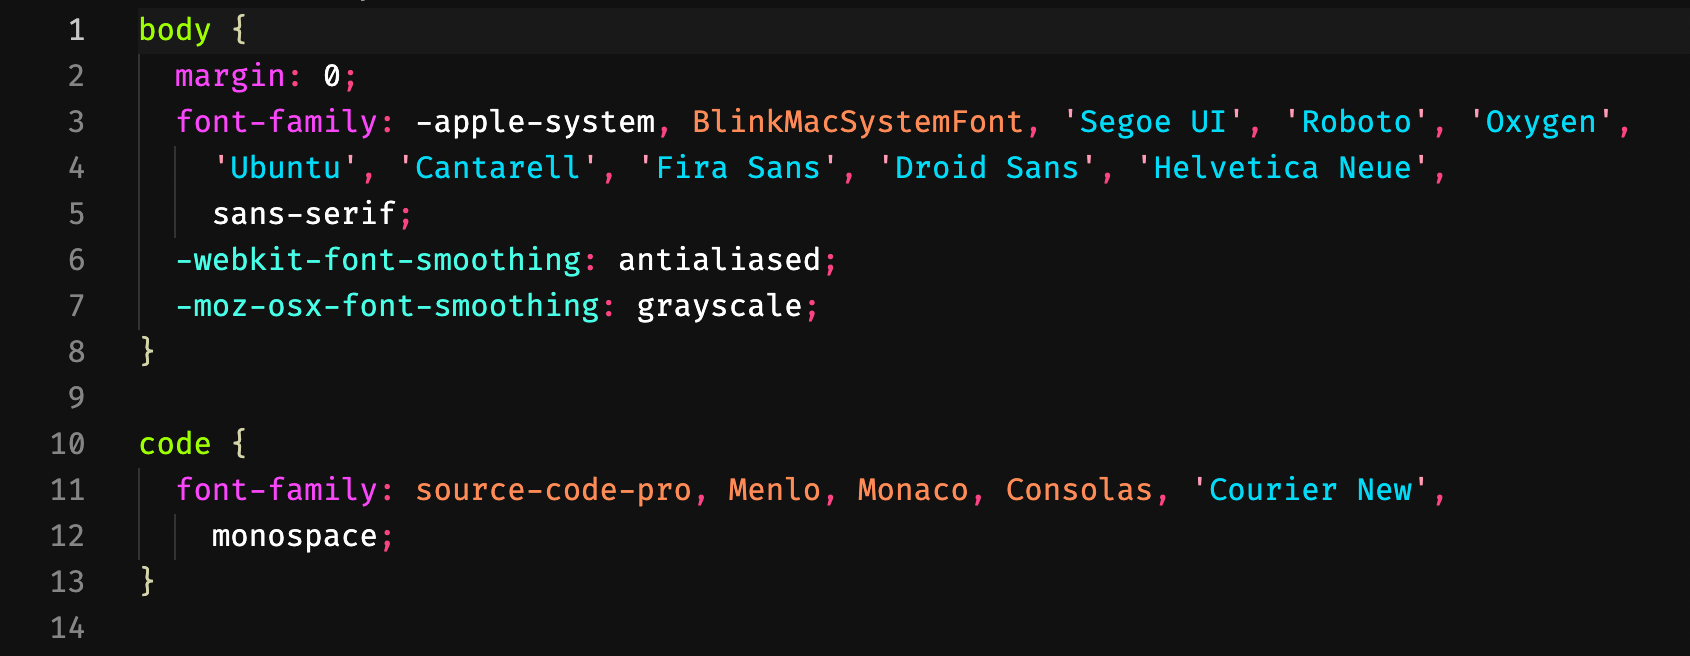 1 body {
2 margin: 0;
3 font-family: -apple-system, BlinkMacSystemFont, 'Segoe UI', 'Roboto', 'Oxygen',
4 'Ubuntu', 'Cantarell', 'Fira Sans', 'Droid Sans', 'Helvetica Neue',
5 sans-serif;
6 -webkit-font-smoothing: antialiased;
7 -moz-osx-font-smoothing: grayscale;
8 }
9
10 code {
11 font-family: source-code-pro, Menlo, Monaco, Consolas, 'Courier New',
12 monospace;
13 }
14